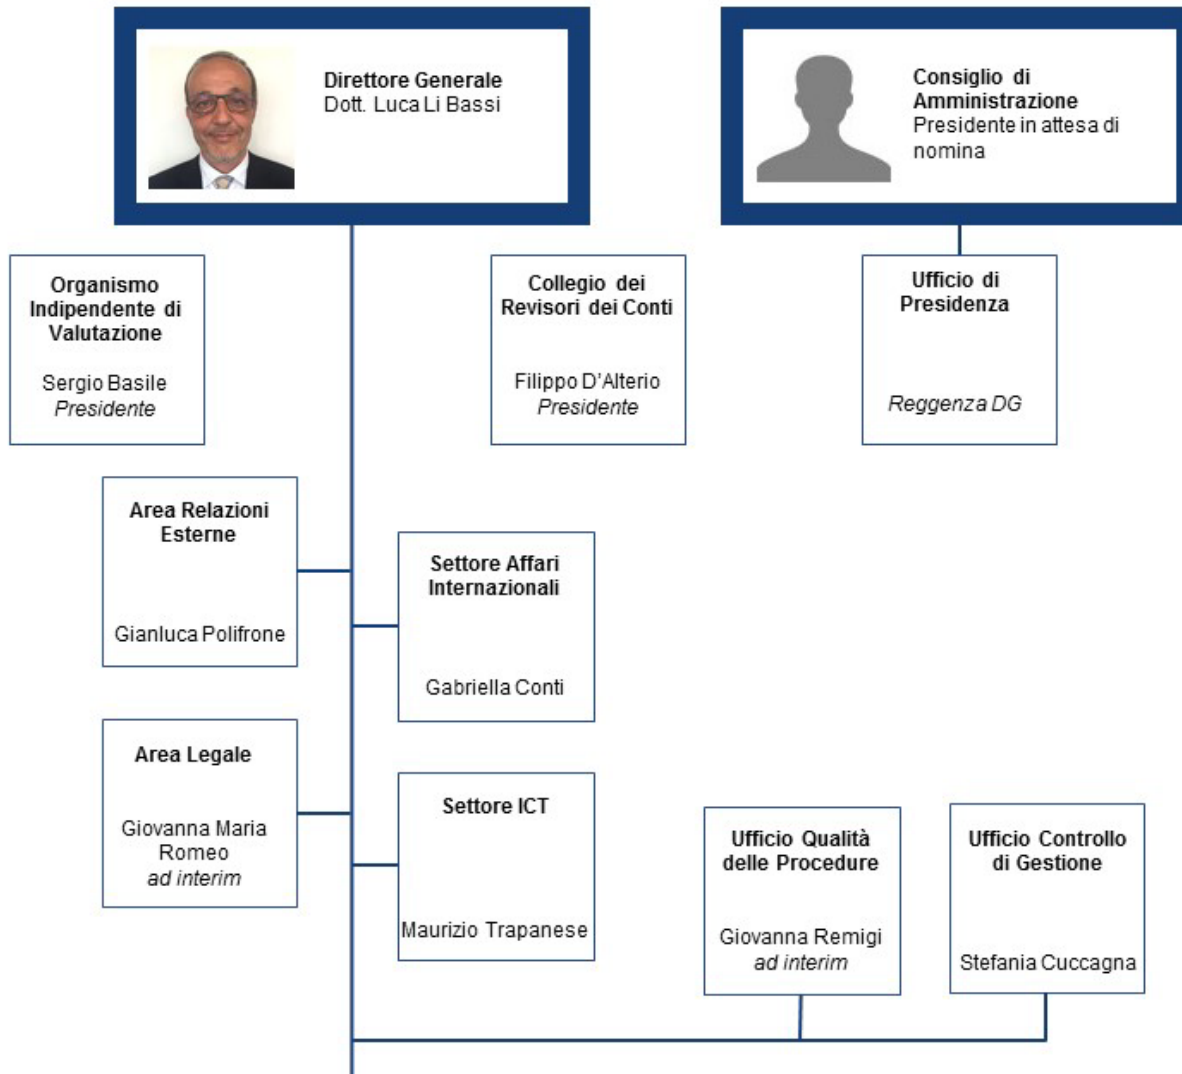 Direttore Generale
Dott. Luca Li Bassi
Consiglio di
Amministrazione
Presidente in attesa di
nomina
Organismo
Indipendente di
Valutazione
Sergio Basile
Presidente
Collegio dei
Revisori dei Conti
Filippo D'Alterio
Presidente
Ufficio di
Presidenza
Reggenza DG
Area Relazioni
Esterne
Gianluca Polifrone
Settore Affari
Internazionali
Gabriella Conti
Area Legale
Giovanna Maria
Romeo
ad interim
Settore ICT
Maurizio Trapanese
Ufficio Qualità
delle Procedure
Giovanna Remigi
ad interim
Ufficio Controllo
di Gestione
Stefania Cuccagna